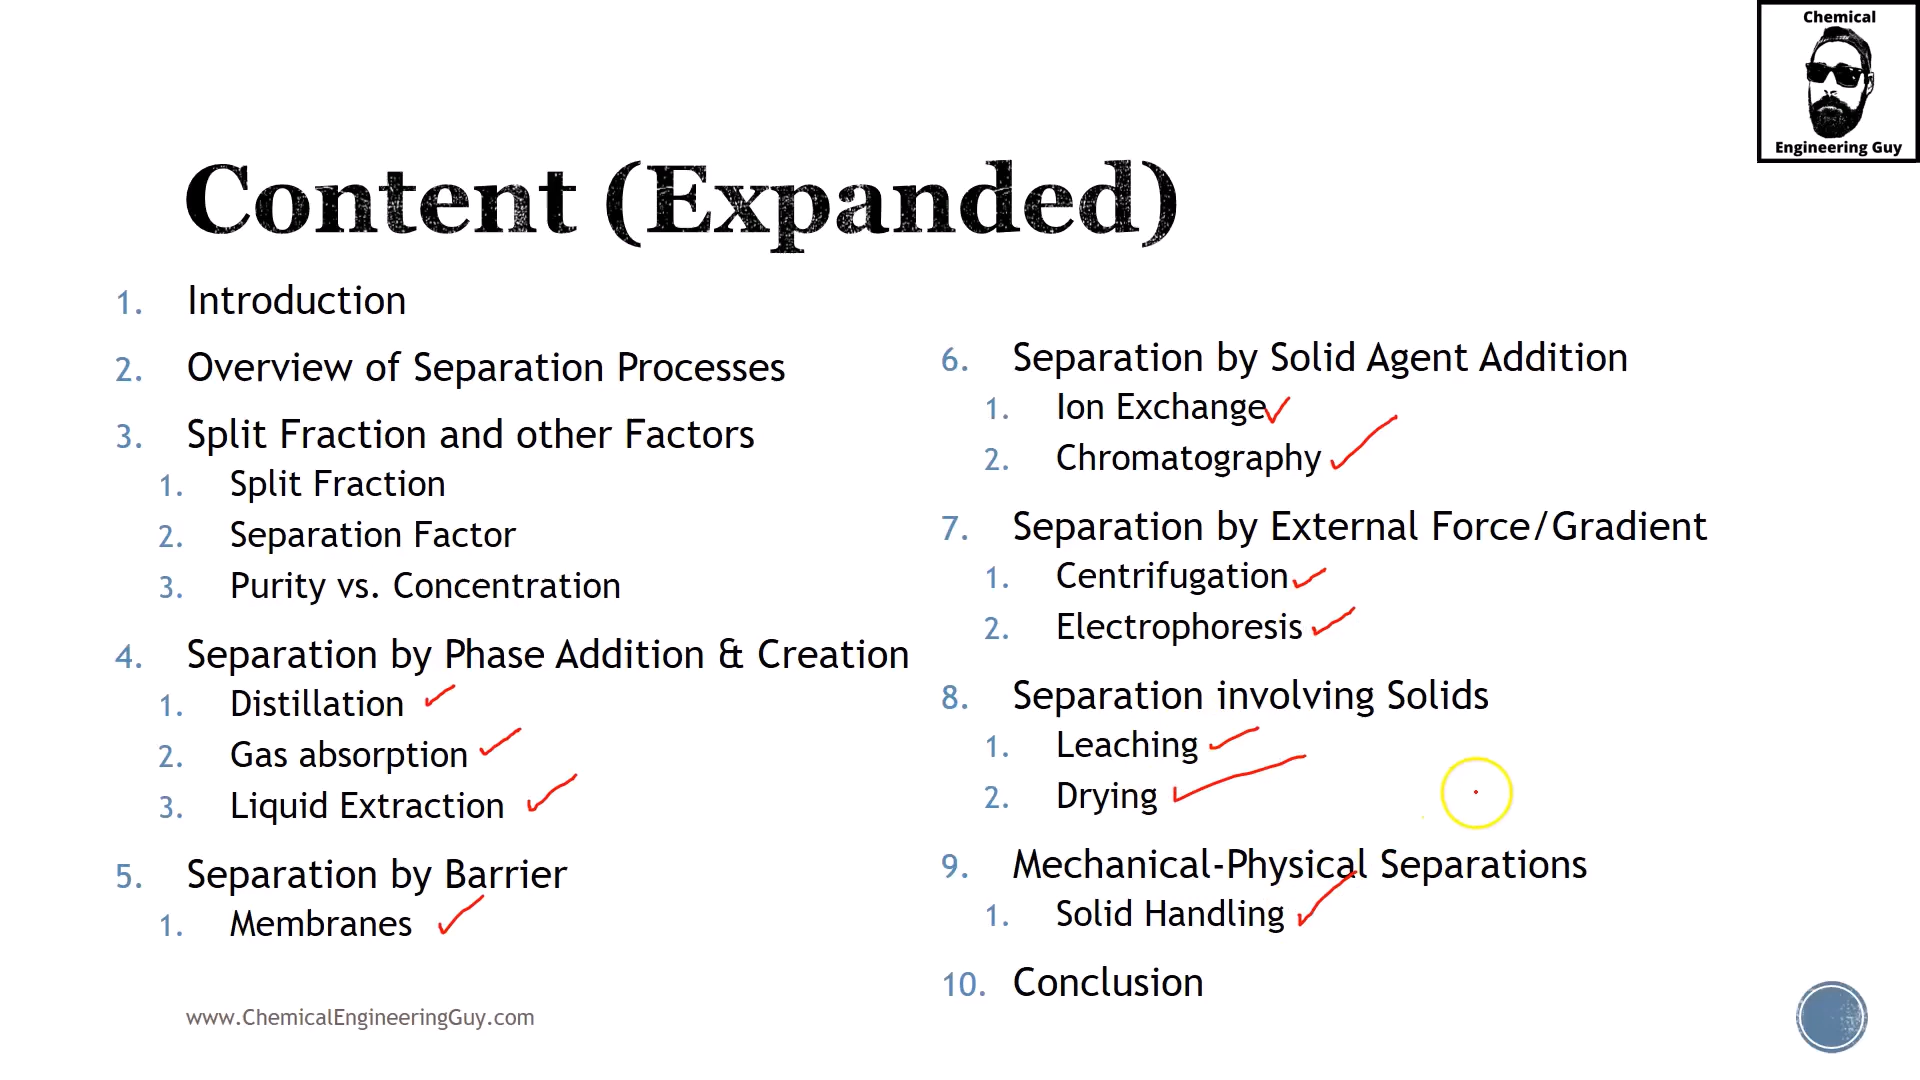 Chemical
Engineering Guy
Content (Expanded)
1. Introduction
2. Overview of Separation Processes
3. Split Fraction and other Factors
1. Split Fraction
2. Separation Factor
3. Purity vs. Concentration
4. Separation by Phase Addition & Creation
1. Distillation
2. Gas absorption
3. Liquid Extraction
5. Separation by Barrier
1. Membranes
6. Separation by Solid Agent Addition
1. Ion Exchange
2. Chromatography
7. Separation by External Force/Gradient
1. Centrifugation
2. Electrophoresis
8. Separation involving Solids
1. Leaching
2. Drying
9. Mechanical-Physical Separations
1. Solid Handling
10. Conclusion
www.ChemicalEngineeringGuy.com